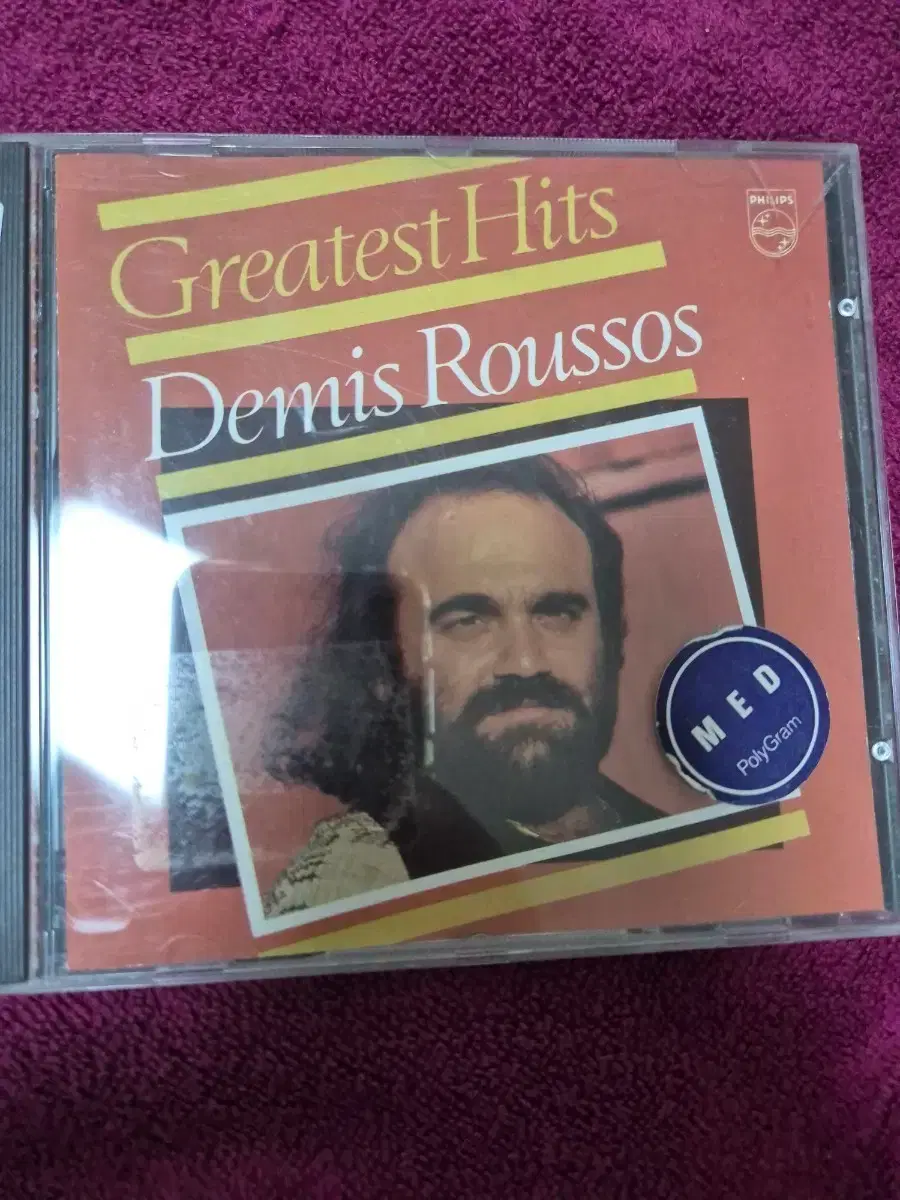 Greatest Hits
PHILIPS
Demis Roussos
MED
PolyGram